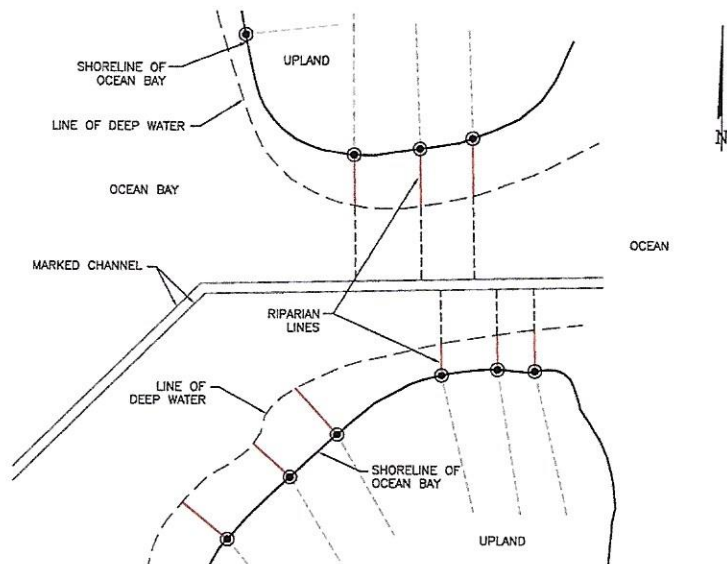 SHORELINE OF
OCEAN BAY
UPLAND
LINE OF DEEP WATER
N
OCEAN BAY
OCEAN
MARKED CHANNEL
RIPARIAN
LINES
LINE OF
DEEP WATER
SHORELINE OF
OCEAN BAY
UPLAND